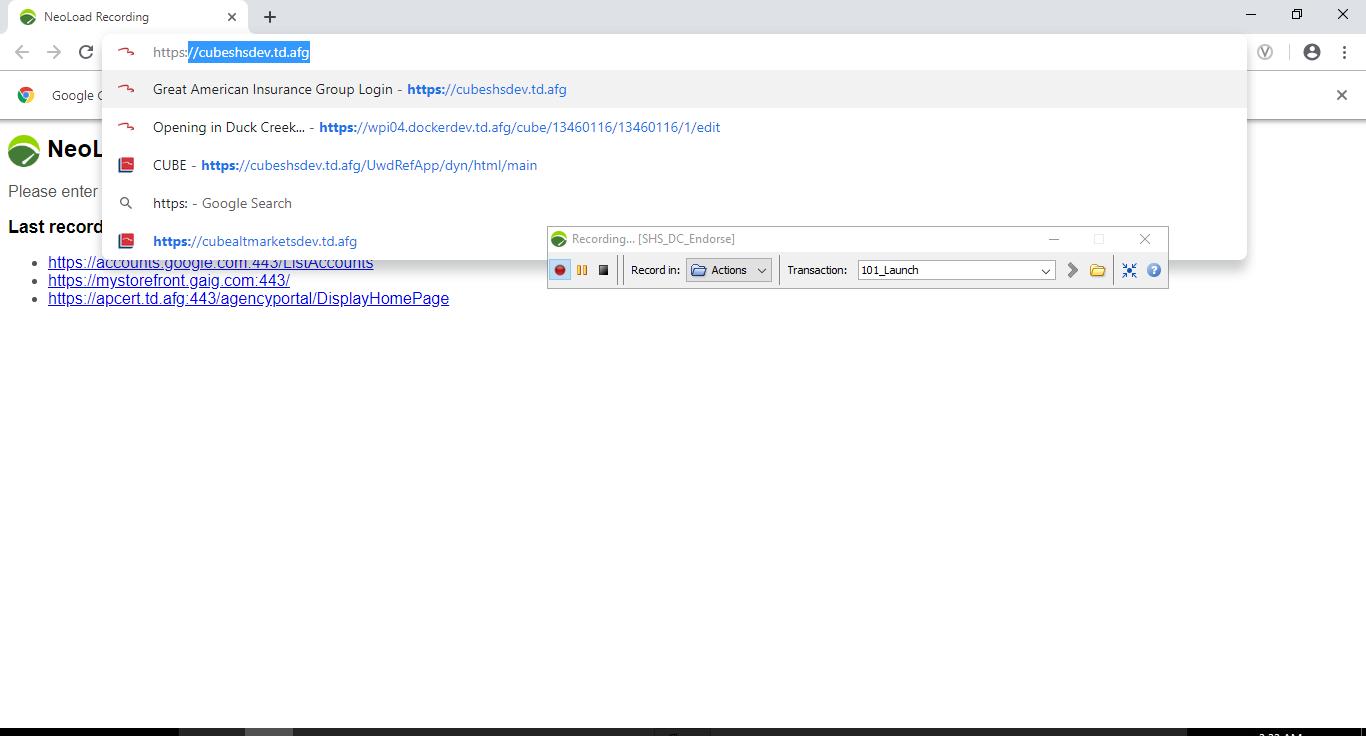 NeoLoad Recording
https://cubeshsdev.td.afg
Great American Insurance Group Login - https://cubeshsdev.td.afg
Google C
Opening in Duck Creek... - https://wpi04.dockerdev.td.afg/cube/13460116/13460116/1/edit
NeoL
CUBE - https://cubeshsdev.td.afg/UwdRefApp/dyn/html/main
Please enter
https: - Google Search
Last record
https://cubealtmarketsdev.td.afg
Recording... [SHS_DC_Endorse]
https://accounts.google.com:443/ListAccounts
Record in: Actions Transaction: 101_Launch
https://mystorefront.gaig.com:443/
https://apcert.td.afg:443/agencyportal/DisplayHomePage